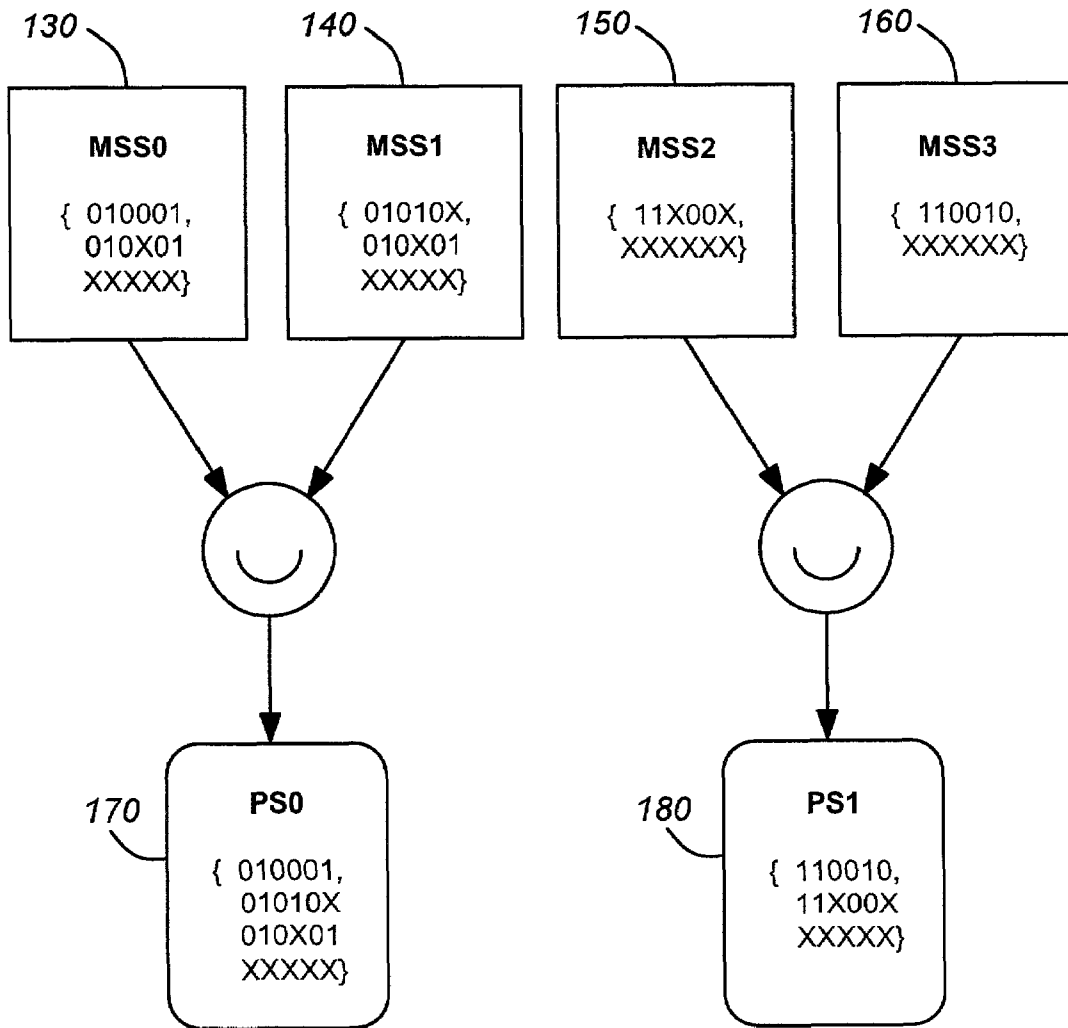 130
140
150
160
MSS0
{ 010001,
010X01
XXXXX}
MSS1
{ 01010X,
010X01
XXXXX}
MSS2
{ 11X00X,
XXXXXX}
MSS3
{ 110010,
XXXXXX}
170
PS0
{ 010001,
01010X
010X01
XXXXX}
180
PS1
{ 110010,
11X00X
XXXXX}